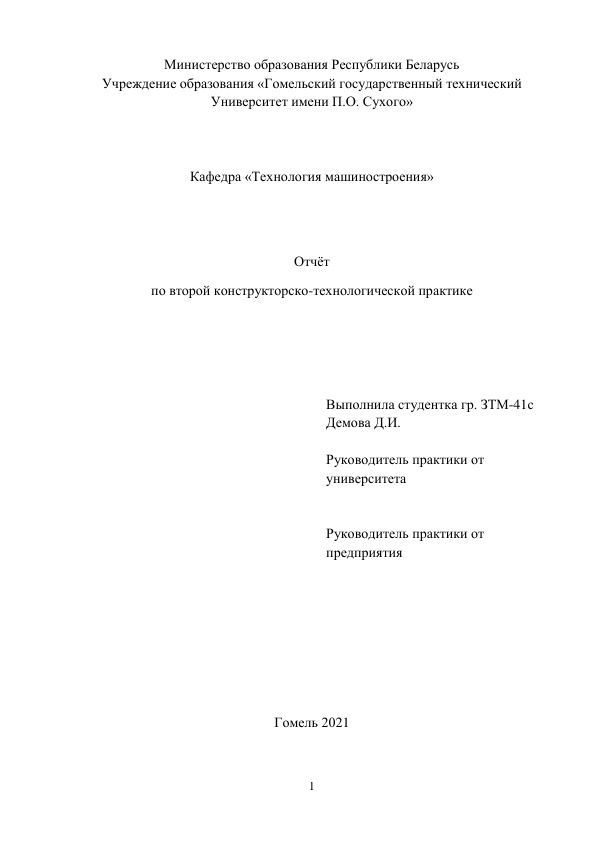 Министерство образования Республики Беларусь
Учреждение образования «Гомельский государственный технический
Университет имени П.О. Сухого»
Кафедра «Технология машиностроения»
Отчёт
по второй конструкторско-технологической практике
Выполнила студентка гр. ЗТМ-41с
Демова Д.И.
Руководитель практики от
университета
Руководитель практики от
предприятия
Гомель 2021
1